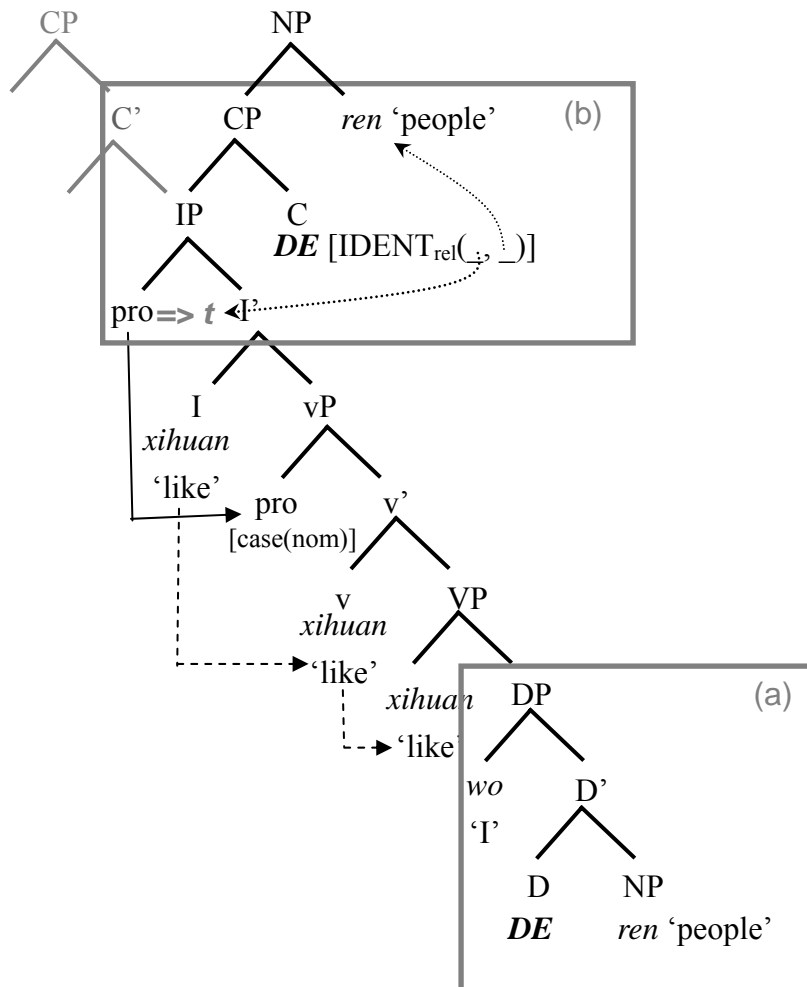 CP NP
C’ CP ren ‘people’ (b)
IP C
DE [IDENTrel(_, _)]
pro => t I’
I vP
xihuan
‘like’ pro v’
[case(nom)]
v VP
xihuan
‘like’ xihuan DP (a)
‘like’
wo D’
‘I’
D NP
DE ren ‘people’